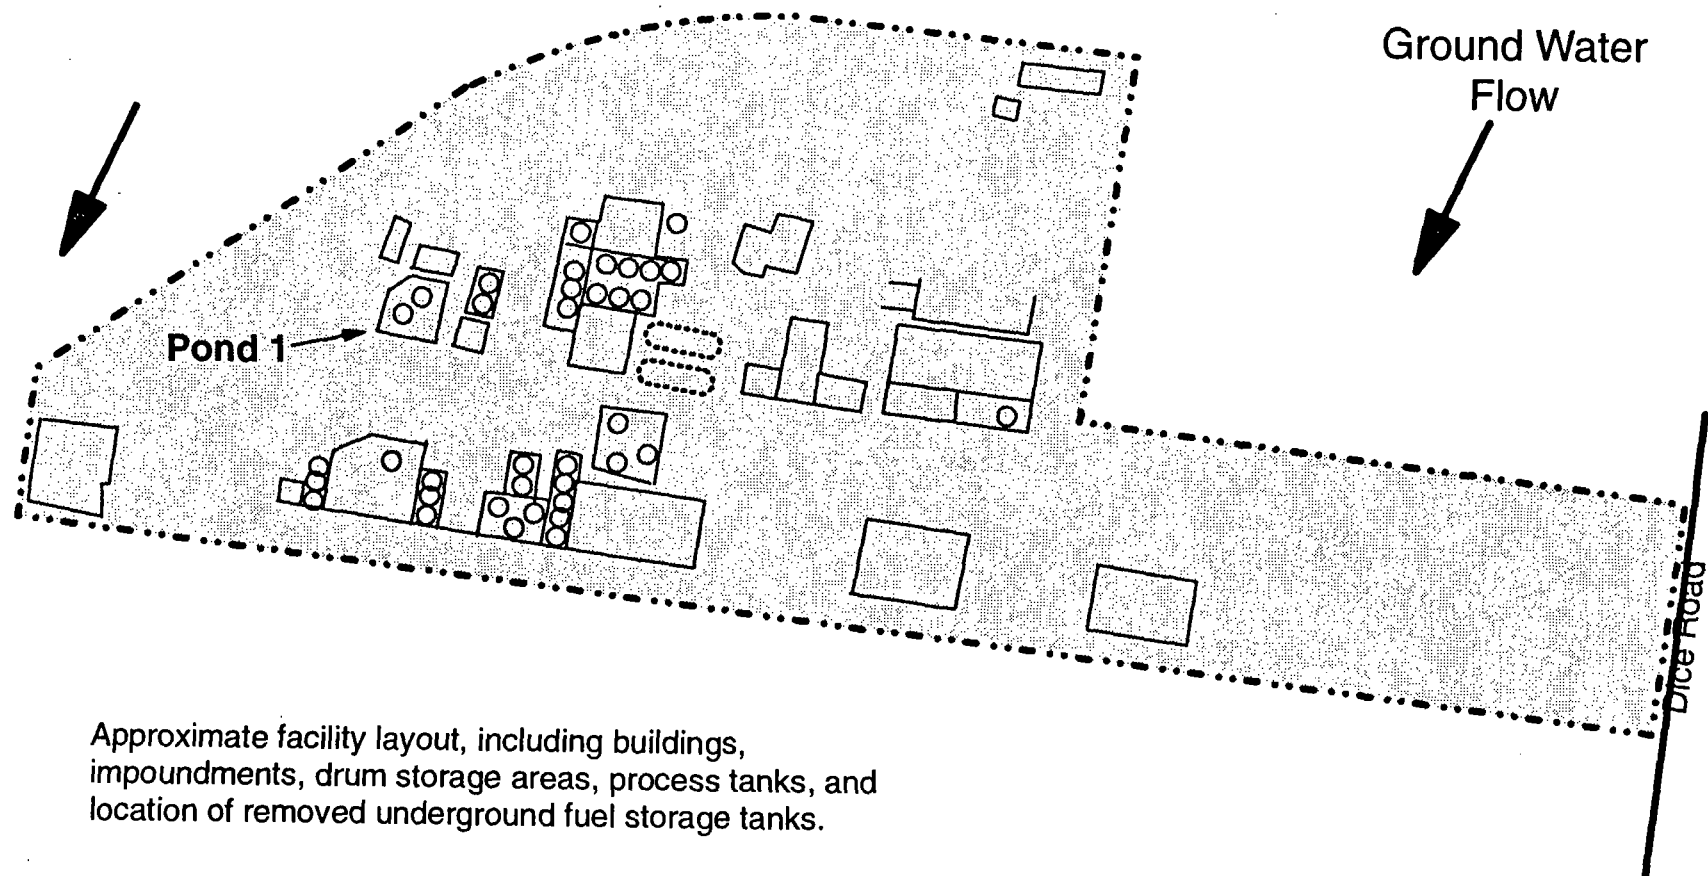 Ground Water
Flow
Pond 1
Dice Road
Approximate facility layout, including buildings,
impoundments, drum storage areas, process tanks, and
location of removed underground fuel storage tanks.